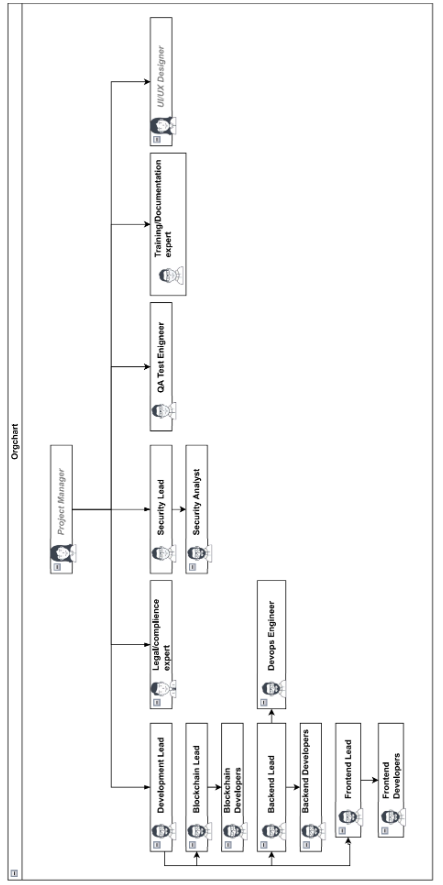 Orgchart
Project Manager
Development Lead
Legal/complience
expert
Security Lead
QA Test Enigneer
Training/Documentation
expert
UI/UX Designer
Blockchain Lead
Security Analyst
Blockchain
Developers
Backend Lead
Devops Engineer
Backend Developers
Frontend Lead
Frontend
Developers